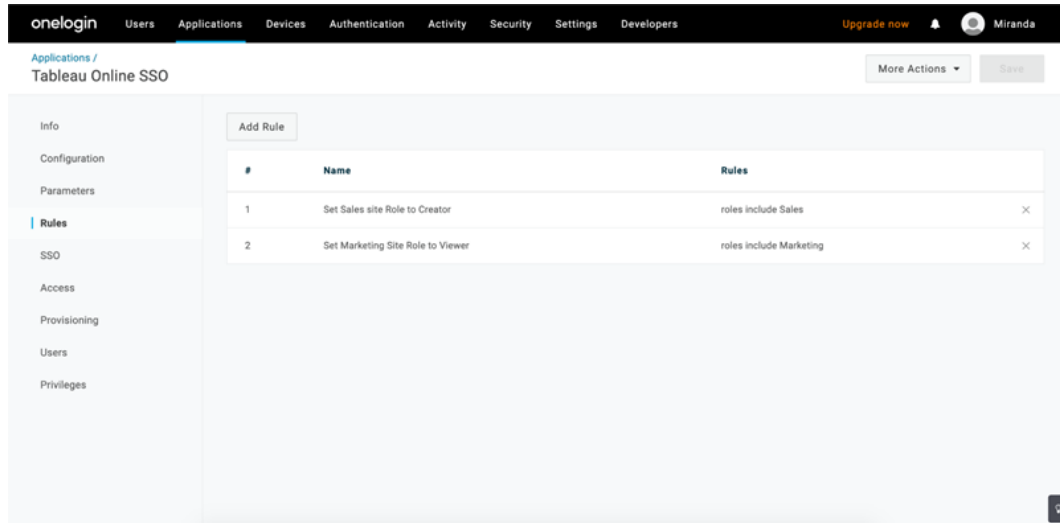 onelogin Users Applications Devices Authentication Activity Security Settings Developers Upgrade now Miranda
Applications /
Tableau Online SSO
More Actions
Save
Info
Configuration
Parameters
Rules
SSO
Access
Provisioning
Users
Privileges
Add Rule
# Name Rules
1 Set Sales site Role to Creator roles include Sales
2 Set Marketing Site Role to Viewer roles include Marketing